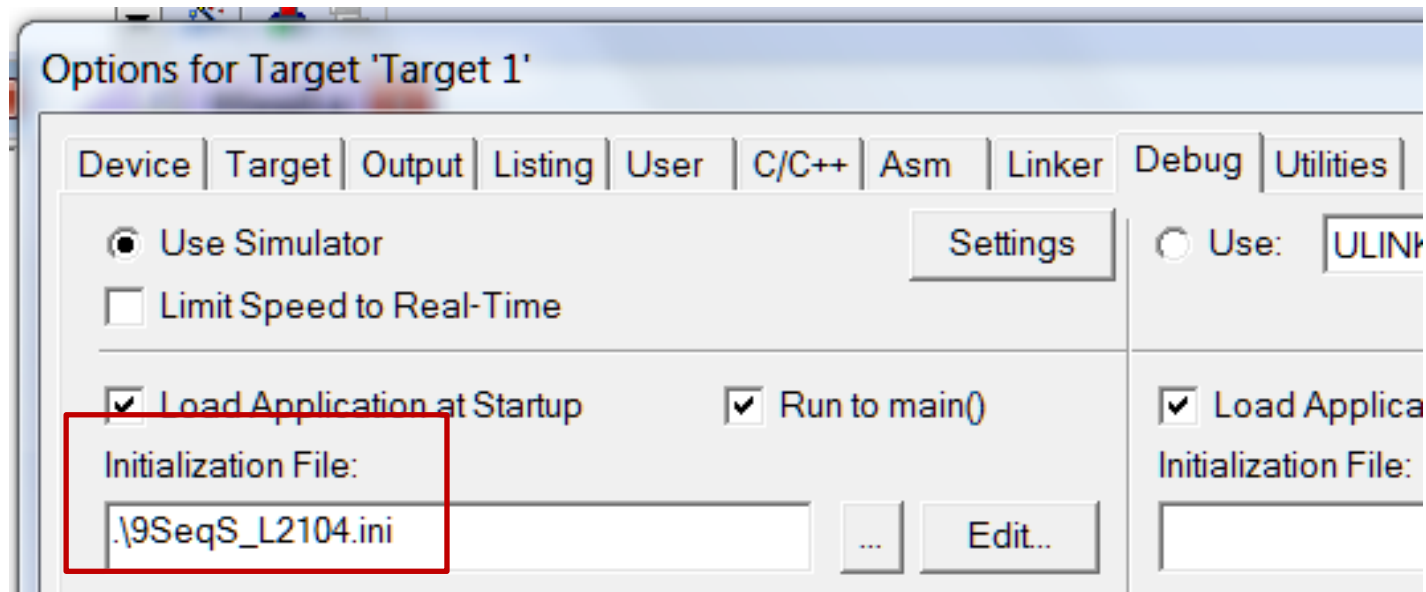 Options for Target 'Target 1'
Device Target Output Listing User C/C++ Asm Linker Debug Utilities
Use Simulator Settings Use: ULINK
Limit Speed to Real-Time
Load Application at Startup Run to main() Load Applica
Initialization File: Initialization File:
.\9SeqS_L2104.ini ... Edit...